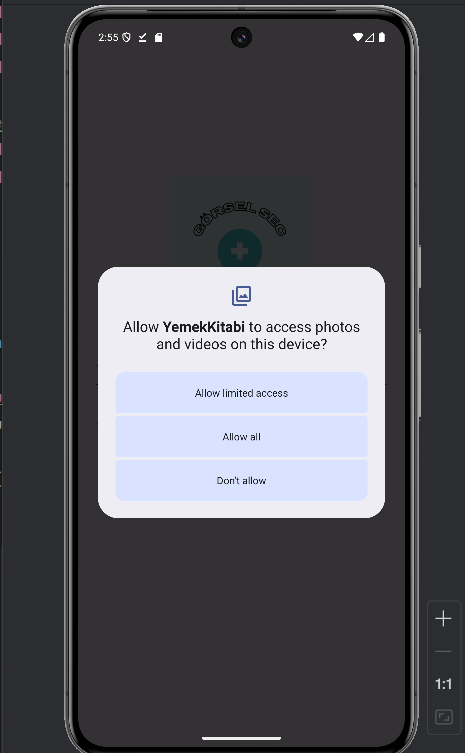 2:55
GÖRSEL SEÇ
Allow YemekKitabi to access photos
and videos on this device?
Allow limited access
Allow all
Don't allow
1:1